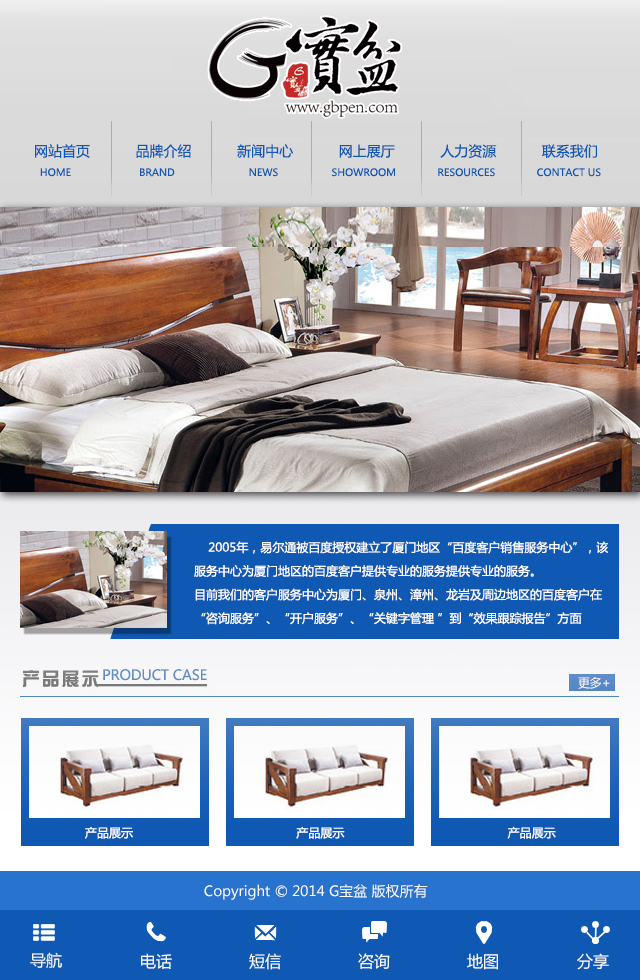 G寶盆
www.gbpen.com
网站首页 品牌介绍 新闻中心 网上展厅 人力资源 联系我们
HOME BRAND NEWS SHOWROOM RESOURCES CONTACT US
2005年，易尔通被百度授权建立了厦门地区“百度客户销售服务中心”，该
服务中心为厦门地区的百度客户提供专业的服务提供专业的服务。
目前我们的客户服务中心为厦门、泉州、漳州、龙岩及周边地区的百度客户在
“咨询服务”、“开户服务”、“关键字管理 ”到“效果跟踪报告”方面
产品展示 PRODUCT CASE
更多+
产品展示 产品展示 产品展示
Copyright © 2014 G宝盆 版权所有
导航 电话 短信 咨询 地图 分享